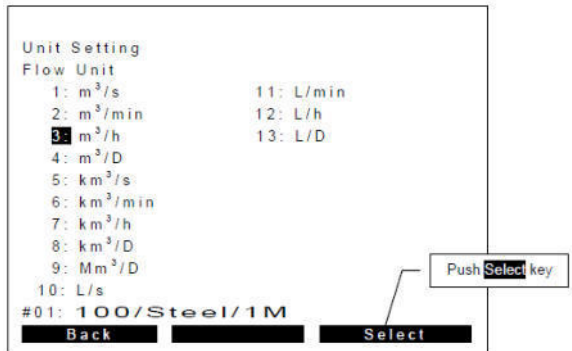 Unit Setting
Flow Unit
1: m³/s
2: m³/min
3: m³/h
4: m³/D
5: km³/s
6: km³/min
7: km³/h
8: km³/D
9: Mm³/D
10: L/s
11: L/min
12: L/h
13: L/D
#01: 100/Steel/1M
Back Select
Push Select key